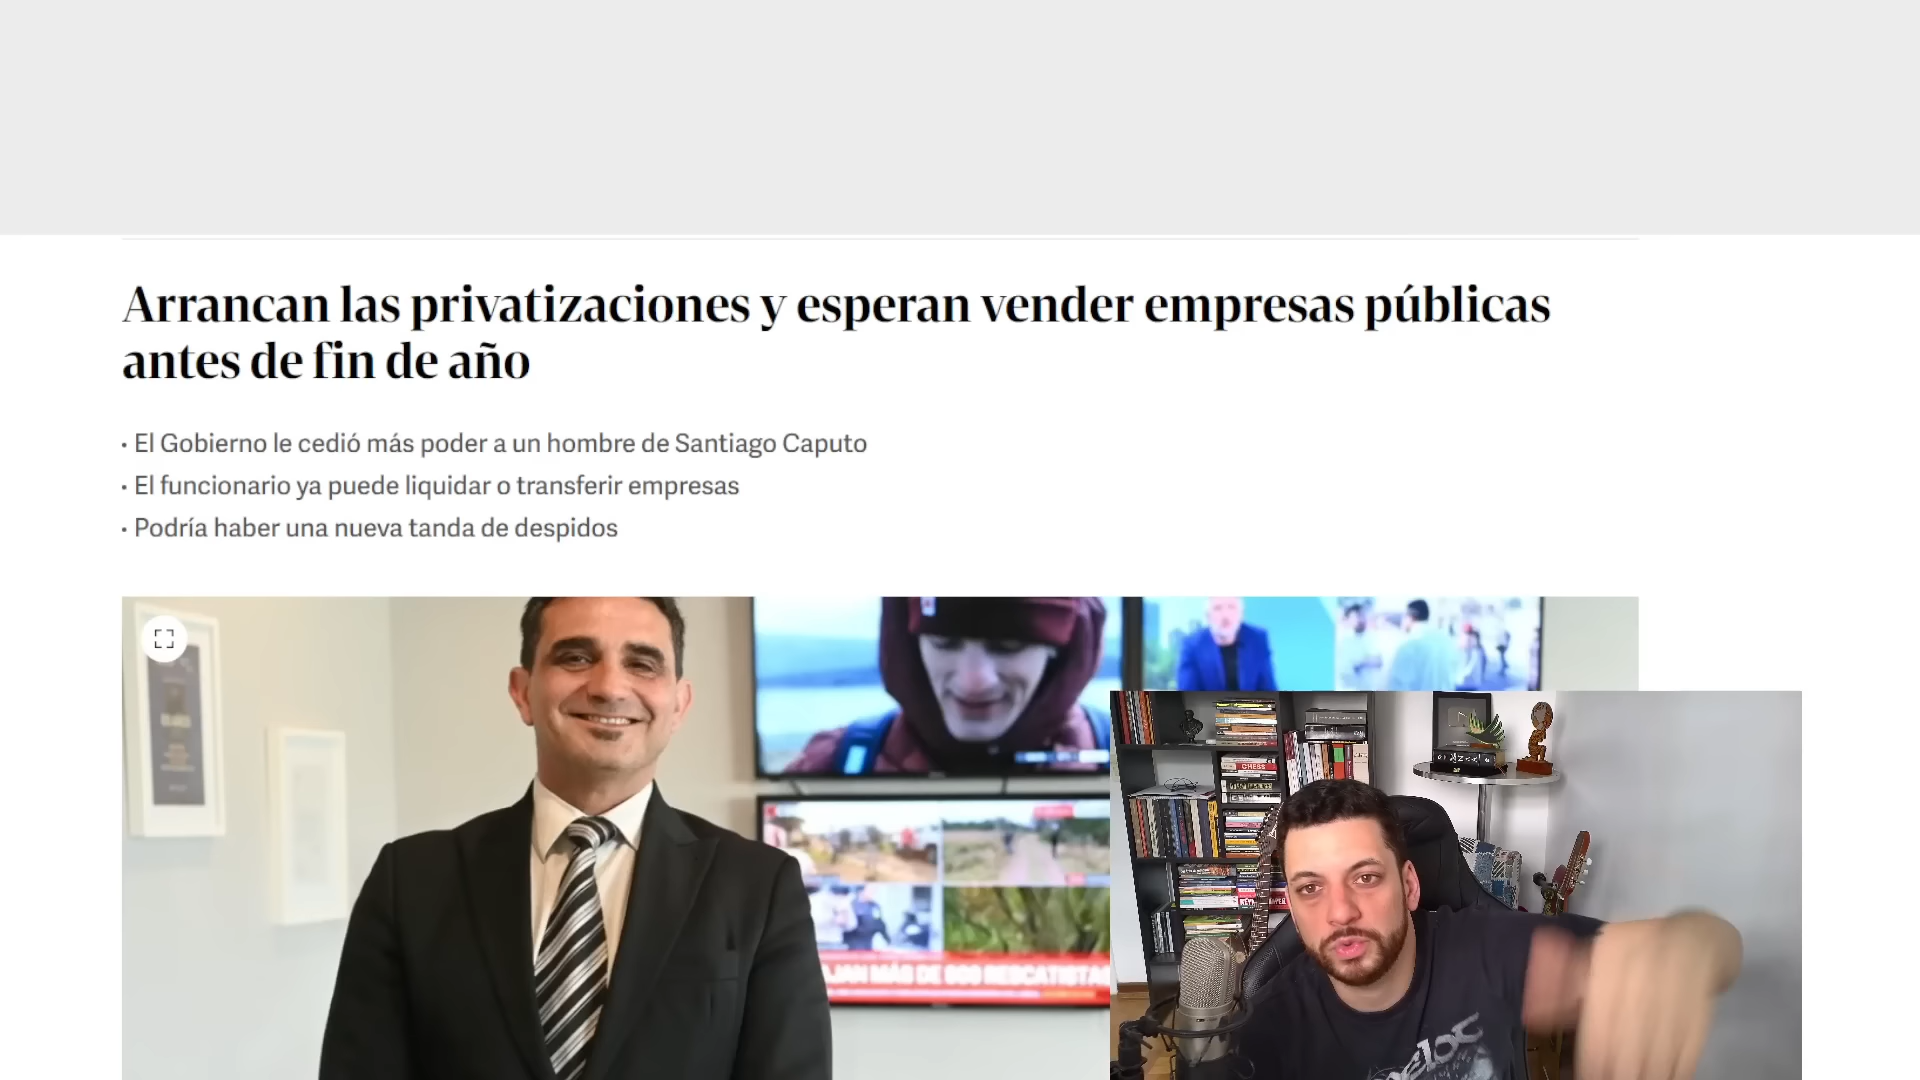 Arrancan las privatizaciones y esperan vender empresas públicas
antes de fin de año
· El Gobierno le cedió más poder a un hombre de Santiago Caputo
· El funcionario ya puede liquidar o transferir empresas
· Podría haber una nueva tanda de despidos
CHESS